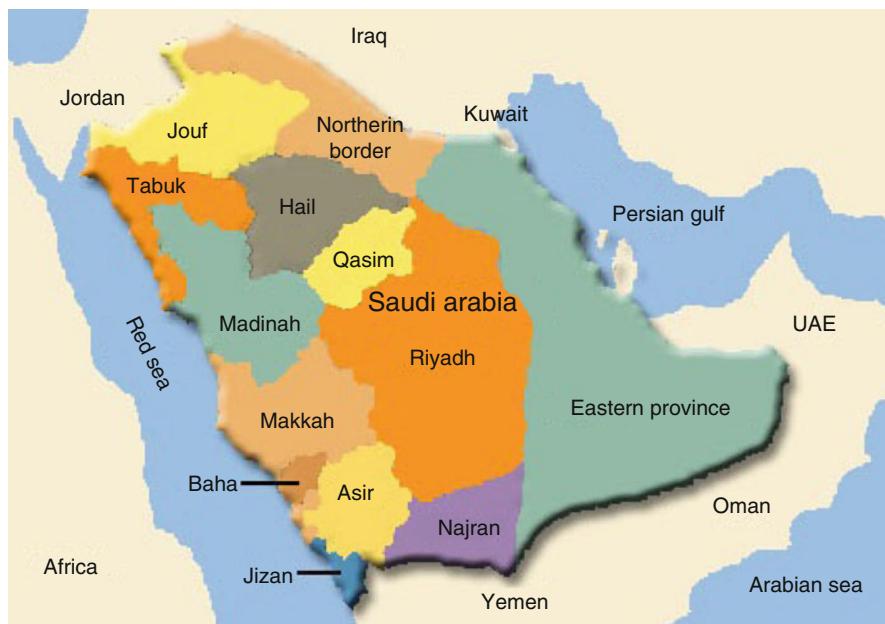 Iraq
Jordan
Kuwait
Jouf
Northerin
border
Tabuk
Hail
Persian gulf
Qasim
Saudi arabia
Madinah
UAE
Red sea
Riyadh
Eastern province
Makkah
Baha
Asir
Oman
Najran
Africa
Jizan
Arabian sea
Yemen